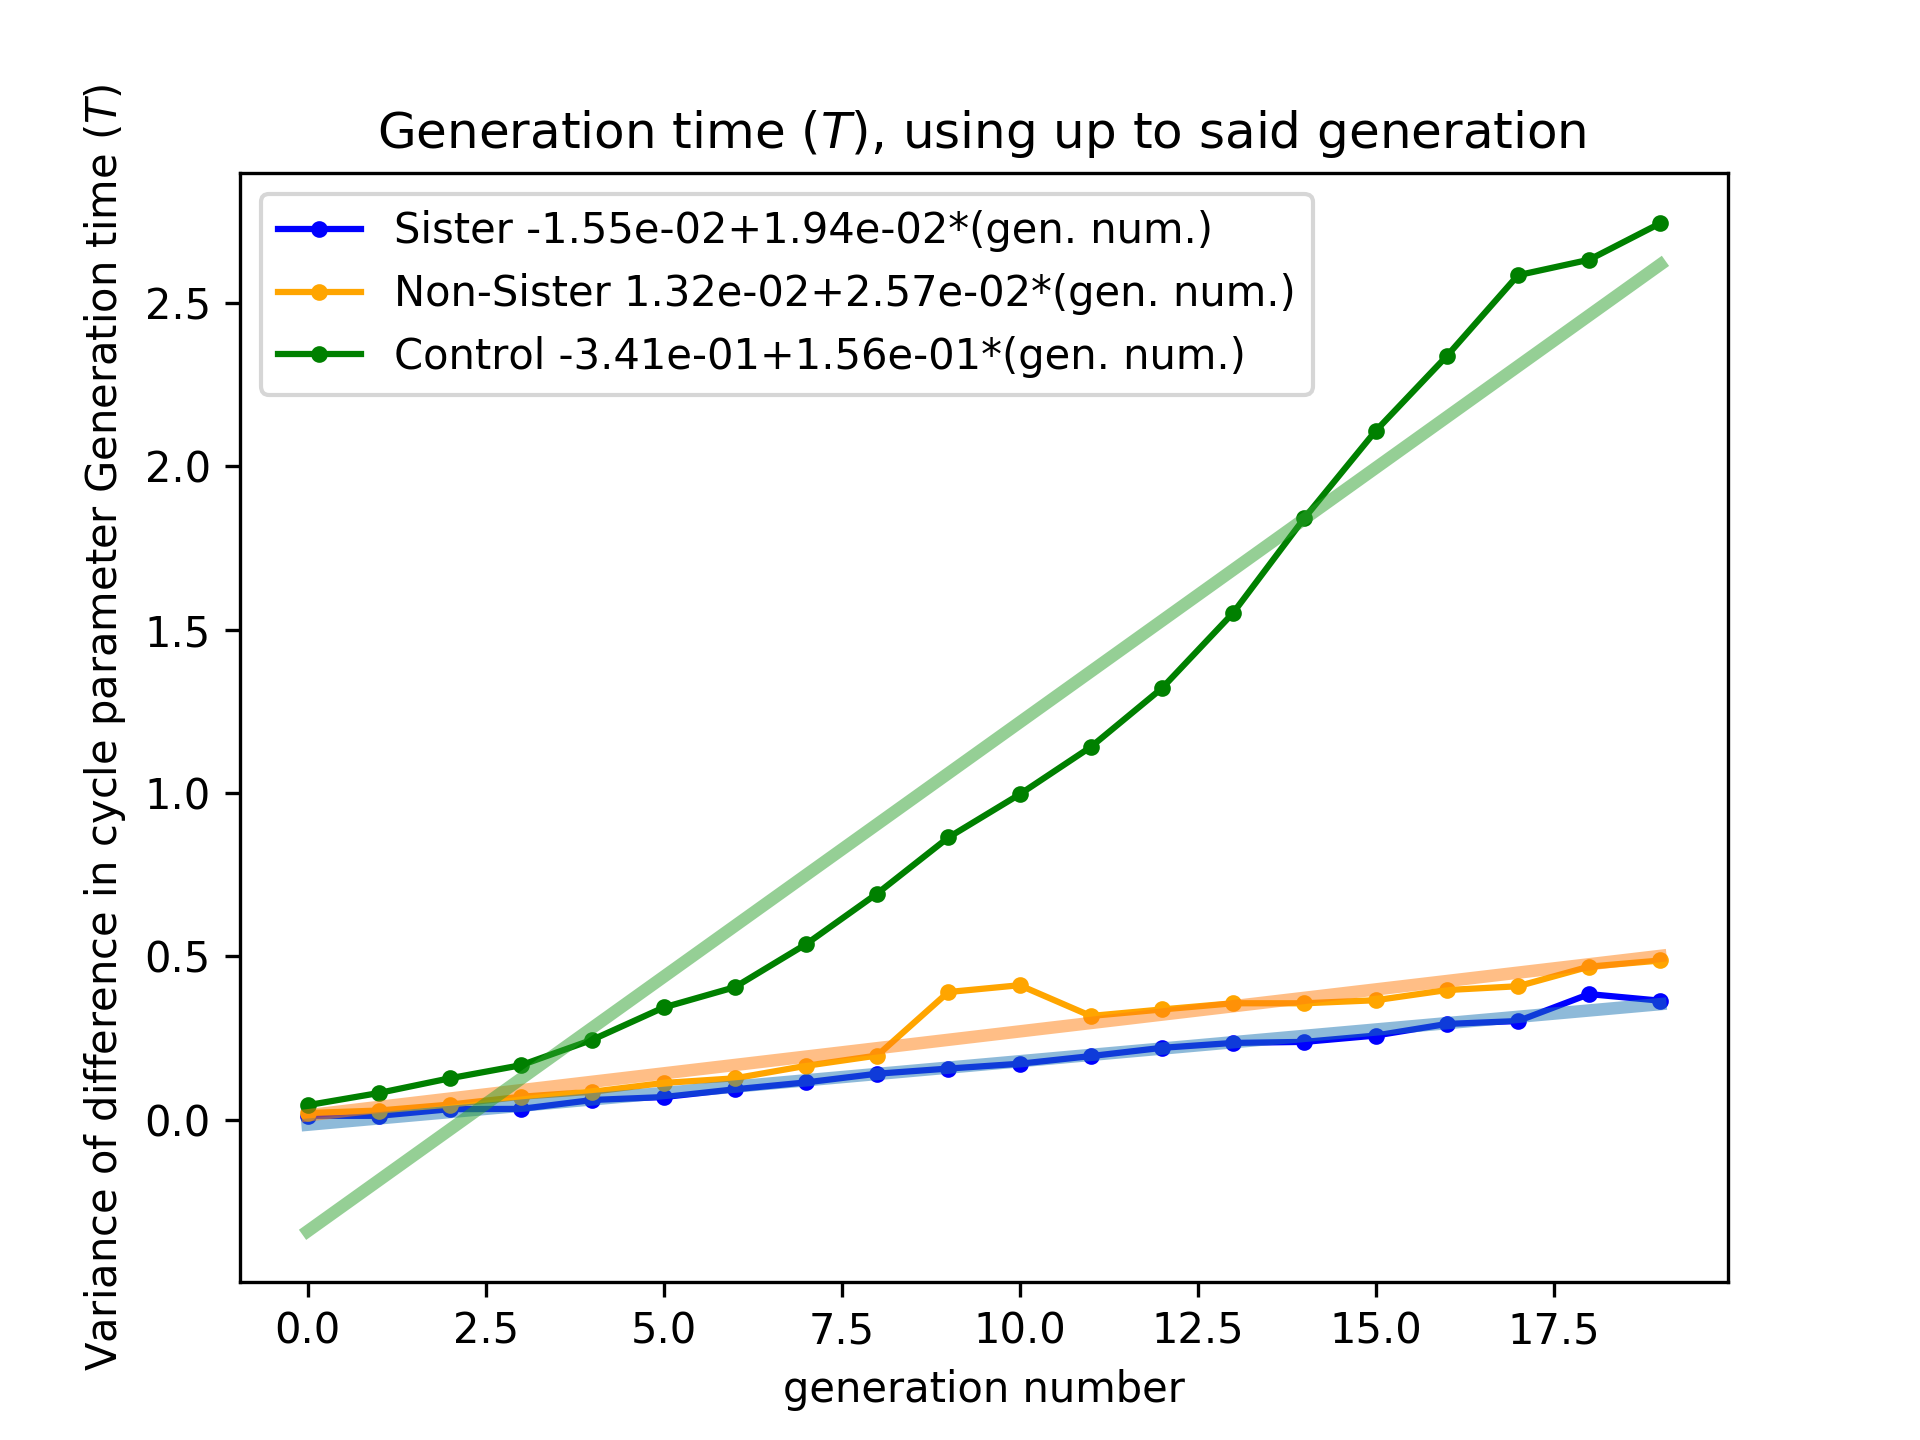 Generation time (T), using up to said generation
Sister -1.55e-02+1.94e-02*(gen. num.)
Non-Sister 1.32e-02+2.57e-02*(gen. num.)
Control -3.41e-01+1.56e-01*(gen. num.)
Variance of difference in cycle parameter Generation time (T)
2.5
2.0
1.5
1.0
0.5
0.0
0.0 2.5 5.0 7.5 10.0 12.5 15.0 17.5
generation number